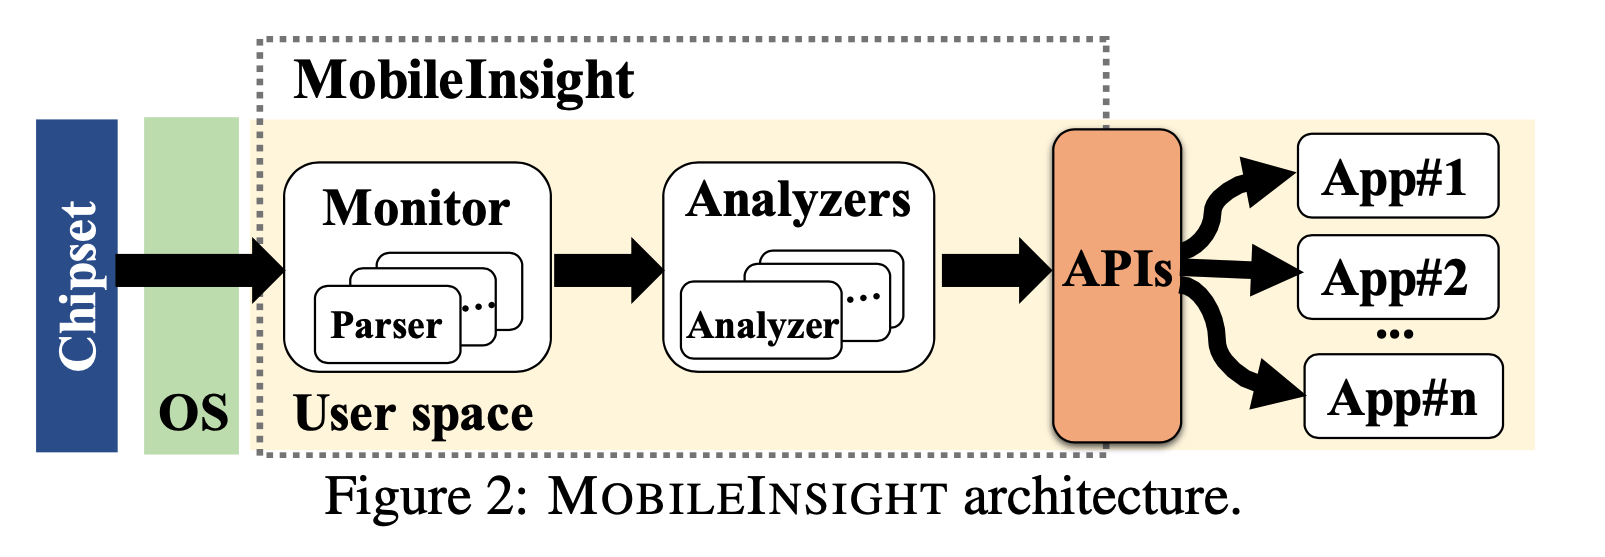 MobileInsight
Chipset
OS
User space
Monitor
Parser
...
Analyzers
Analyzer
...
APIs
App#1
App#2
...
App#n
Figure 2: MOBILEINSIGHT architecture.